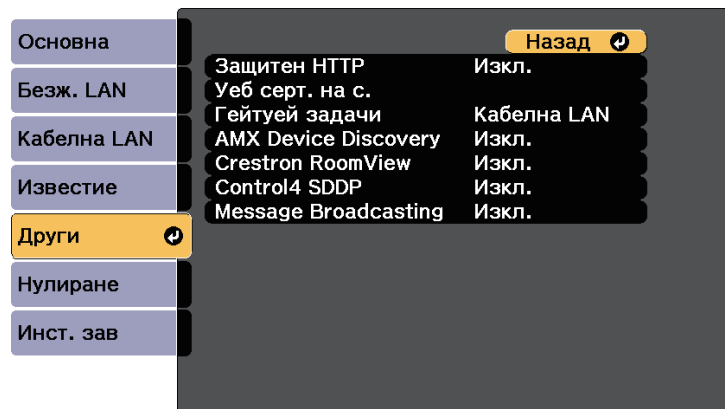 Основна
Безж. LAN
Кабелна LAN
Известие
Други
Нулиране
Инст. зав
Назад
Защитен HTTP Изкл.
Уеб серт. на с.
Гейтуей задачи Кабелна LAN
AMX Device Discovery Изкл.
Crestron RoomView Изкл.
Control4 SDDP Изкл.
Message Broadcasting Изкл.